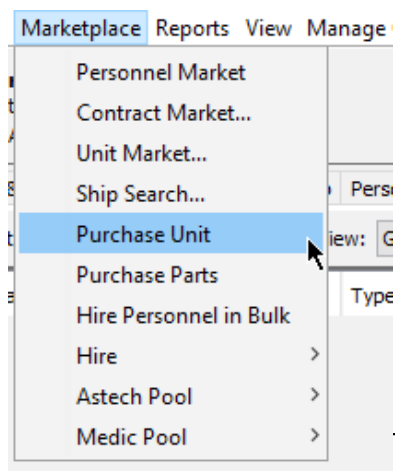 Marketplace Reports View Manage
Personnel Market
Contract Market...
Unit Market...
Ship Search...
Purchase Unit
Purchase Parts
Hire Personnel in Bulk
Hire
Astech Pool
Medic Pool
Type